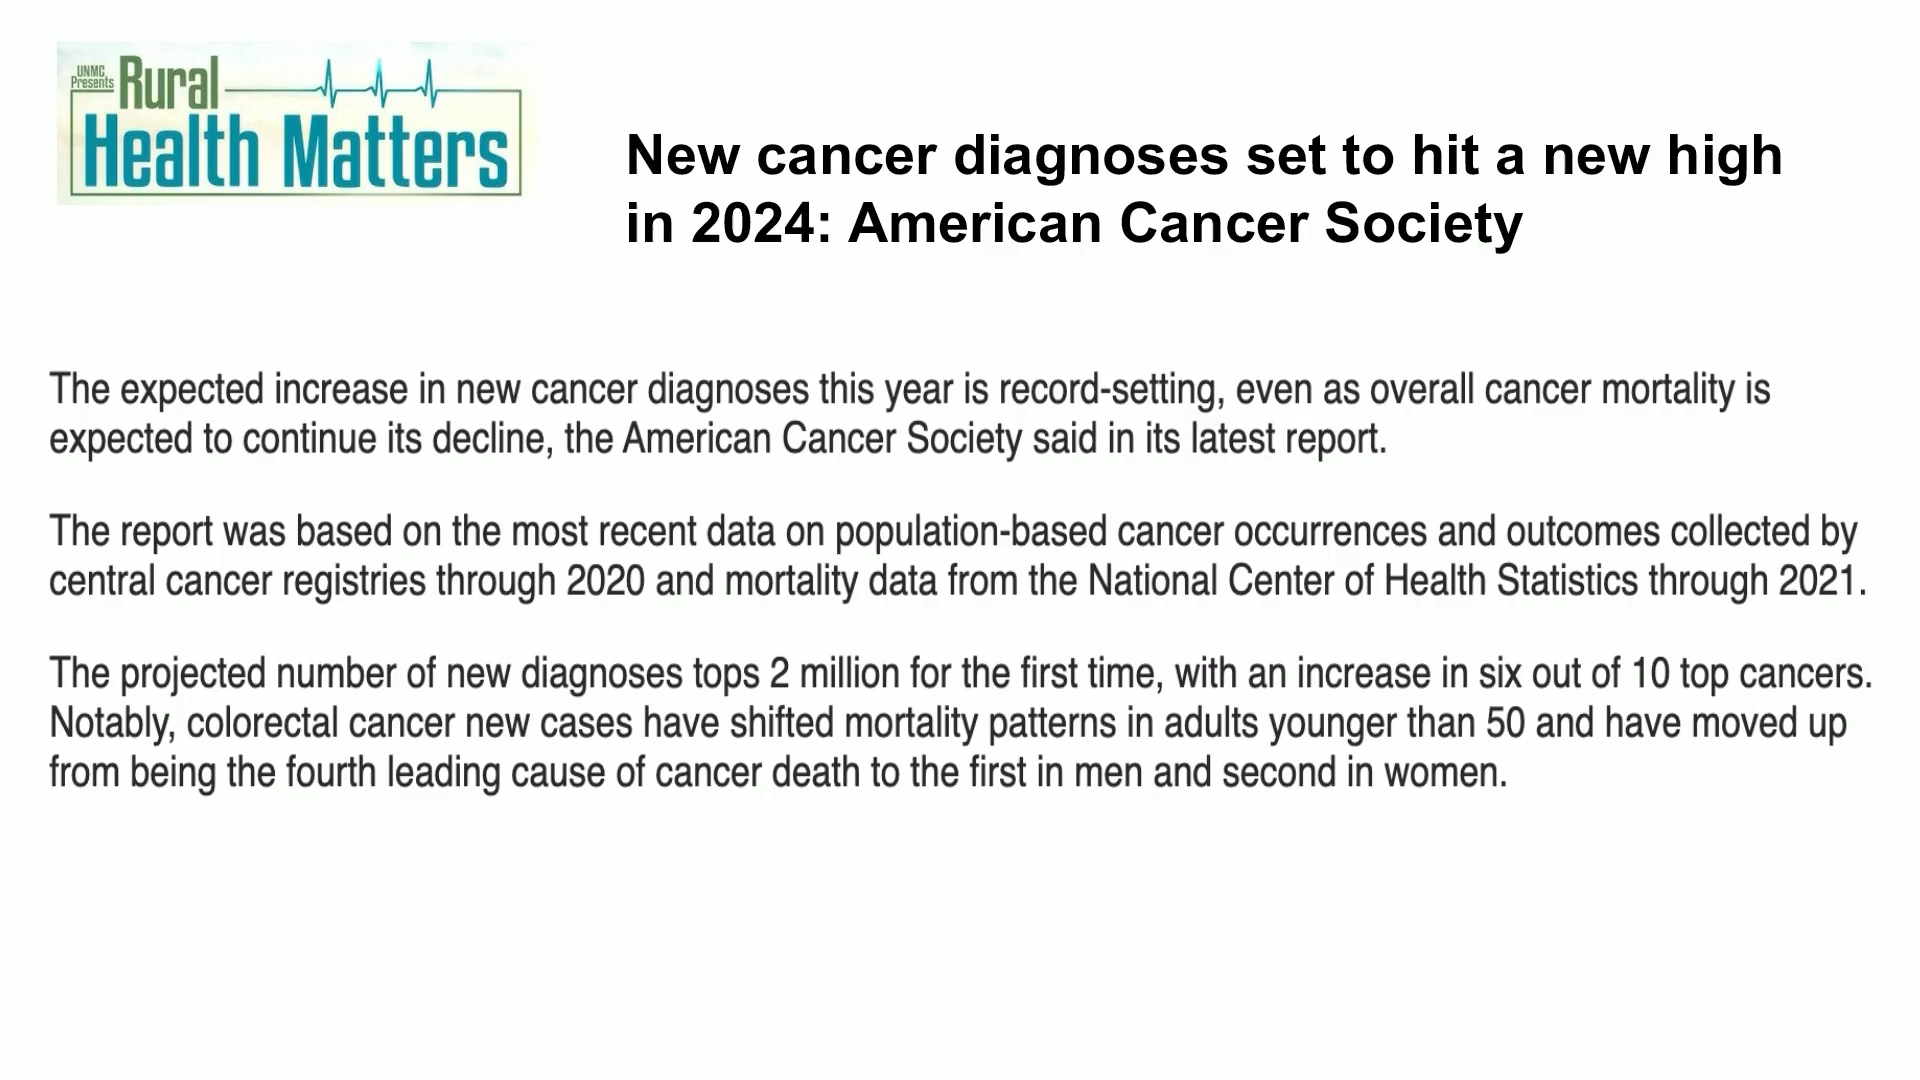 UNMC
Presents
Rural
Health Matters
New cancer diagnoses set to hit a new high
in 2024: American Cancer Society
The expected increase in new cancer diagnoses this year is record-setting, even as overall cancer mortality is
expected to continue its decline, the American Cancer Society said in its latest report.
The report was based on the most recent data on population-based cancer occurrences and outcomes collected by
central cancer registries through 2020 and mortality data from the National Center of Health Statistics through 2021.
The projected number of new diagnoses tops 2 million for the first time, with an increase in six out of 10 top cancers.
Notably, colorectal cancer new cases have shifted mortality patterns in adults younger than 50 and have moved up
from being the fourth leading cause of cancer death to the first in men and second in women.